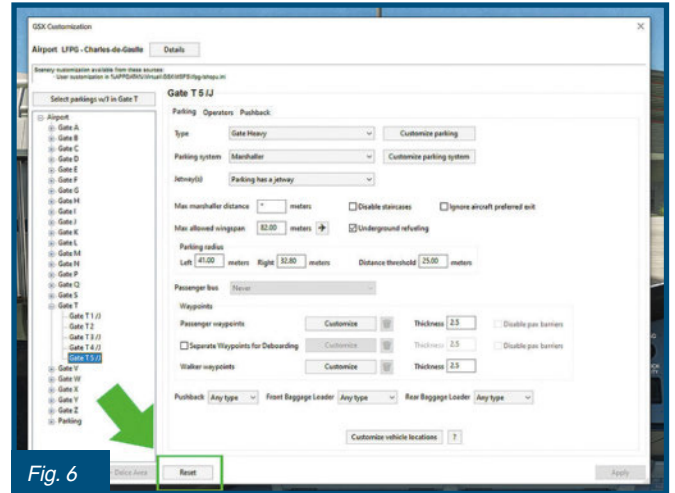 GSX Customization
Airport LFPG - Charles-de-Gaulle Details
Scenery customization available from these sources:
Select parkings w/1 in Gate T
Gate T 5 /J
Parking Operators Pushback
Airport
Gate A
Gate B
Gate C
Gate D
Gate E
Gate F
Gate G
Gate H
Gate I
Gate J
Gate K
Gate L
Gate M
Gate N
Gate P
Gate Q
Gate S
Gate T
Gate T 1 /J
Gate T 2
Gate T 3 /J
Gate T 4 /J
Gate T 5 /J
Gate V
Gate W
Gate X
Gate Y
Gate Z
Parking
Type Gate Heavy Customize parking
Parking system Marshaller Customize parking system
Jetway(s) Parking has a jetway
Max marshaller distance * meters Disable staircases Ignore aircraft preferred exit
Max allowed wingspan 82.00 meters Underground refueling
Parking radius
Left 41.00 meters Right 32.80 meters Distance threshold 25.00 meters
Passenger bus Never
Waypoints
Passenger waypoints Customize Thickness 2.5 Disable pax barriers
Separate Waypoints for Deboarding Customize Thickness 2.5 Disable pax barriers
Walker waypoints Customize Thickness 2.5
Pushback Any type Front Baggage Loader Any type Rear Baggage Loader Any type
Customize vehicle locations ?
Fig. 6
Area Reset Apply